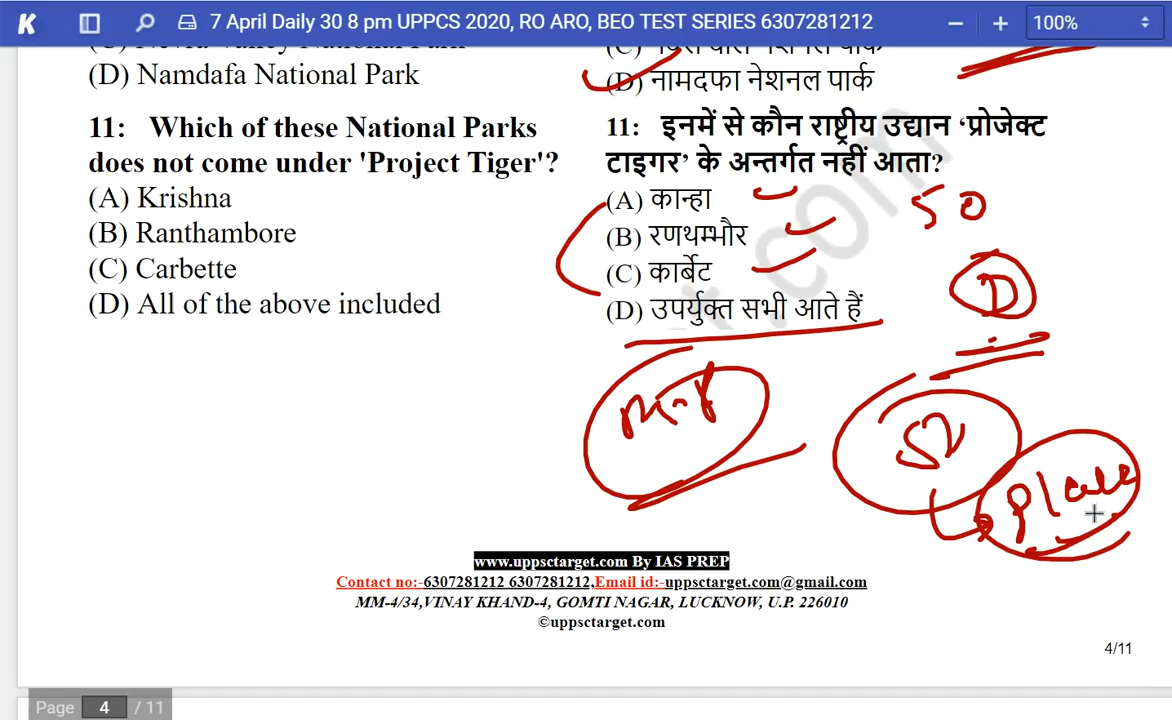 7 April Daily 30 8 pm UPPCS 2020, RO ARO, BEO TEST SERIES 6307281212
100%
(D) Namdafa National Park
(D) नामदफा नेशनल पार्क
11: Which of these National Parks
does not come under 'Project Tiger'?
(A) Krishna
(B) Ranthambore
(C) Carbette
(D) All of the above included
11: इनमें से कौन राष्ट्रीय उद्यान ‘प्रोजेक्ट
टाइगर’ के अन्तर्गत नहीं आता?
(A) कान्हा
(B) रणथम्भौर
(C) कार्बेट
(D) उपर्युक्त सभी आते हैं
50
D
M.P
52
www.uppsctarget.com By IAS PREP
Contact no:-6307281212 6307281212,Email id:-uppsctarget.com@gmail.com
MM-4/34,VINAY KHAND-4, GOMTI NAGAR, LUCKNOW, U.P. 226010
©uppsctarget.com
4/11
Page 4 / 11